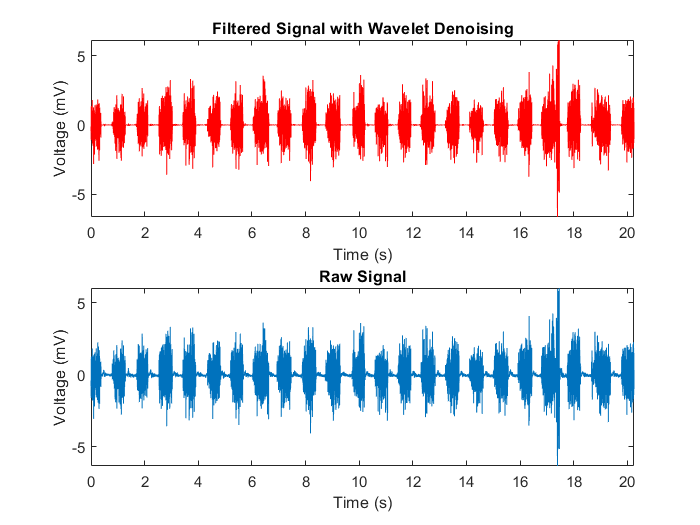 Filtered Signal with Wavelet Denoising
5
0
-5
Voltage (mV)
0 2 4 6 8 10 12 14 16 18 20
Time (s)
Raw Signal
5
0
-5
Voltage (mV)
0 2 4 6 8 10 12 14 16 18 20
Time (s)